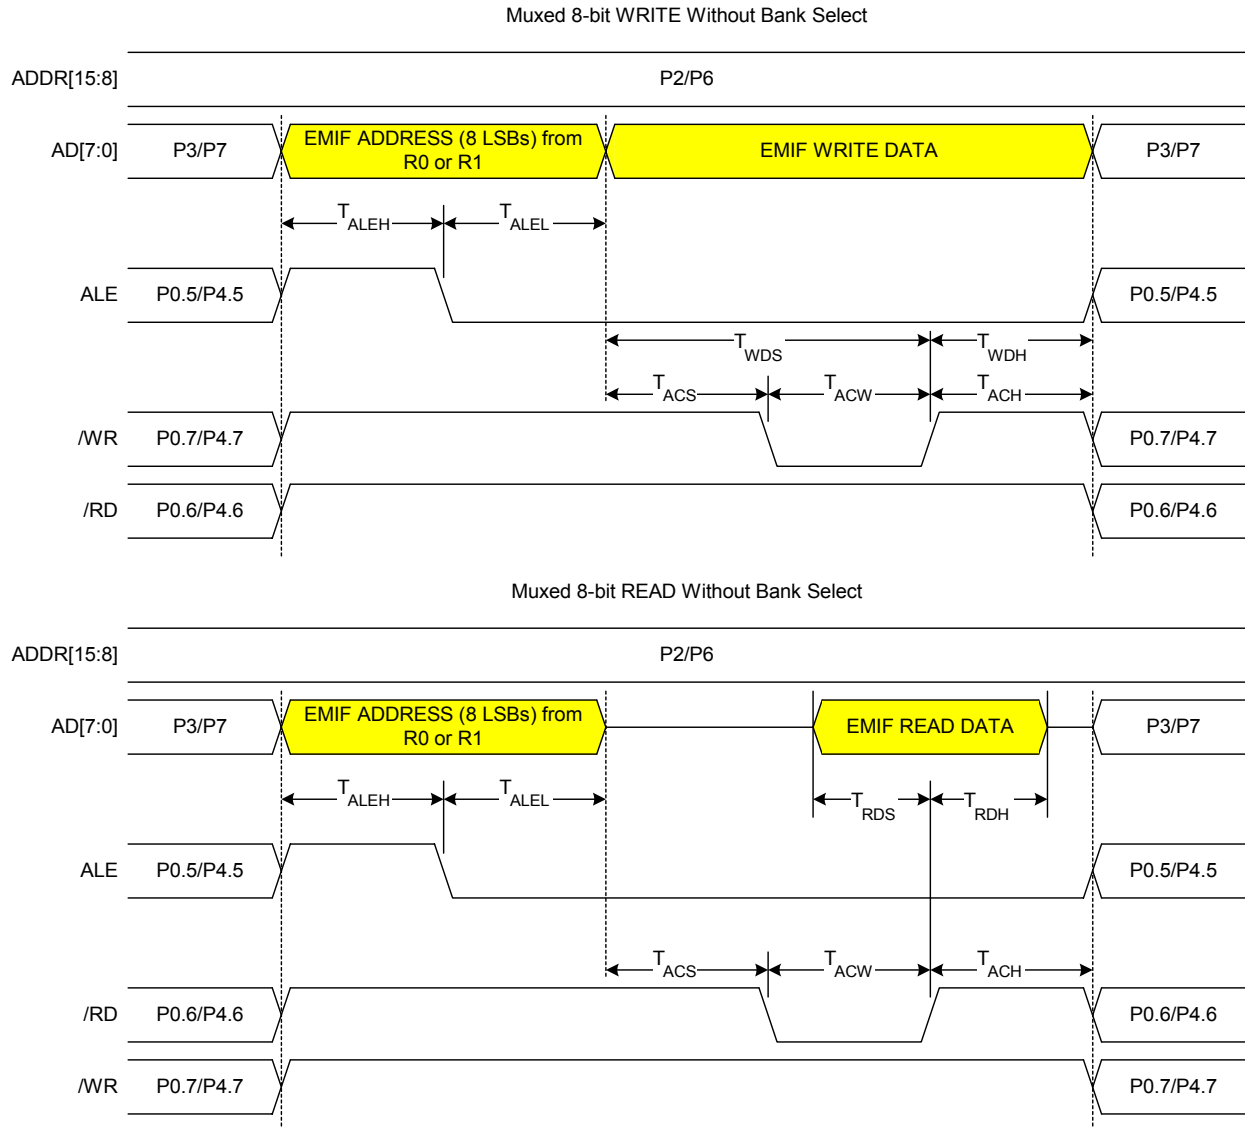 Muxed 8-bit WRITE Without Bank Select
ADDR[15:8] P2/P6
AD[7:0] P3/P7 EMIF ADDRESS (8 LSBs) from R0 or R1 EMIF WRITE DATA P3/P7
TALEH TALEL
ALE P0.5/P4.5 P0.5/P4.5
TWDS TWDH
TACS TACW TACH
/WR P0.7/P4.7 P0.7/P4.7
/RD P0.6/P4.6 P0.6/P4.6
Muxed 8-bit READ Without Bank Select
ADDR[15:8] P2/P6
AD[7:0] P3/P7 EMIF ADDRESS (8 LSBs) from R0 or R1 EMIF READ DATA P3/P7
TALEH TALEL TRDS TRDH
ALE P0.5/P4.5 P0.5/P4.5
TACS TACW TACH
/RD P0.6/P4.6 P0.6/P4.6
/WR P0.7/P4.7 P0.7/P4.7